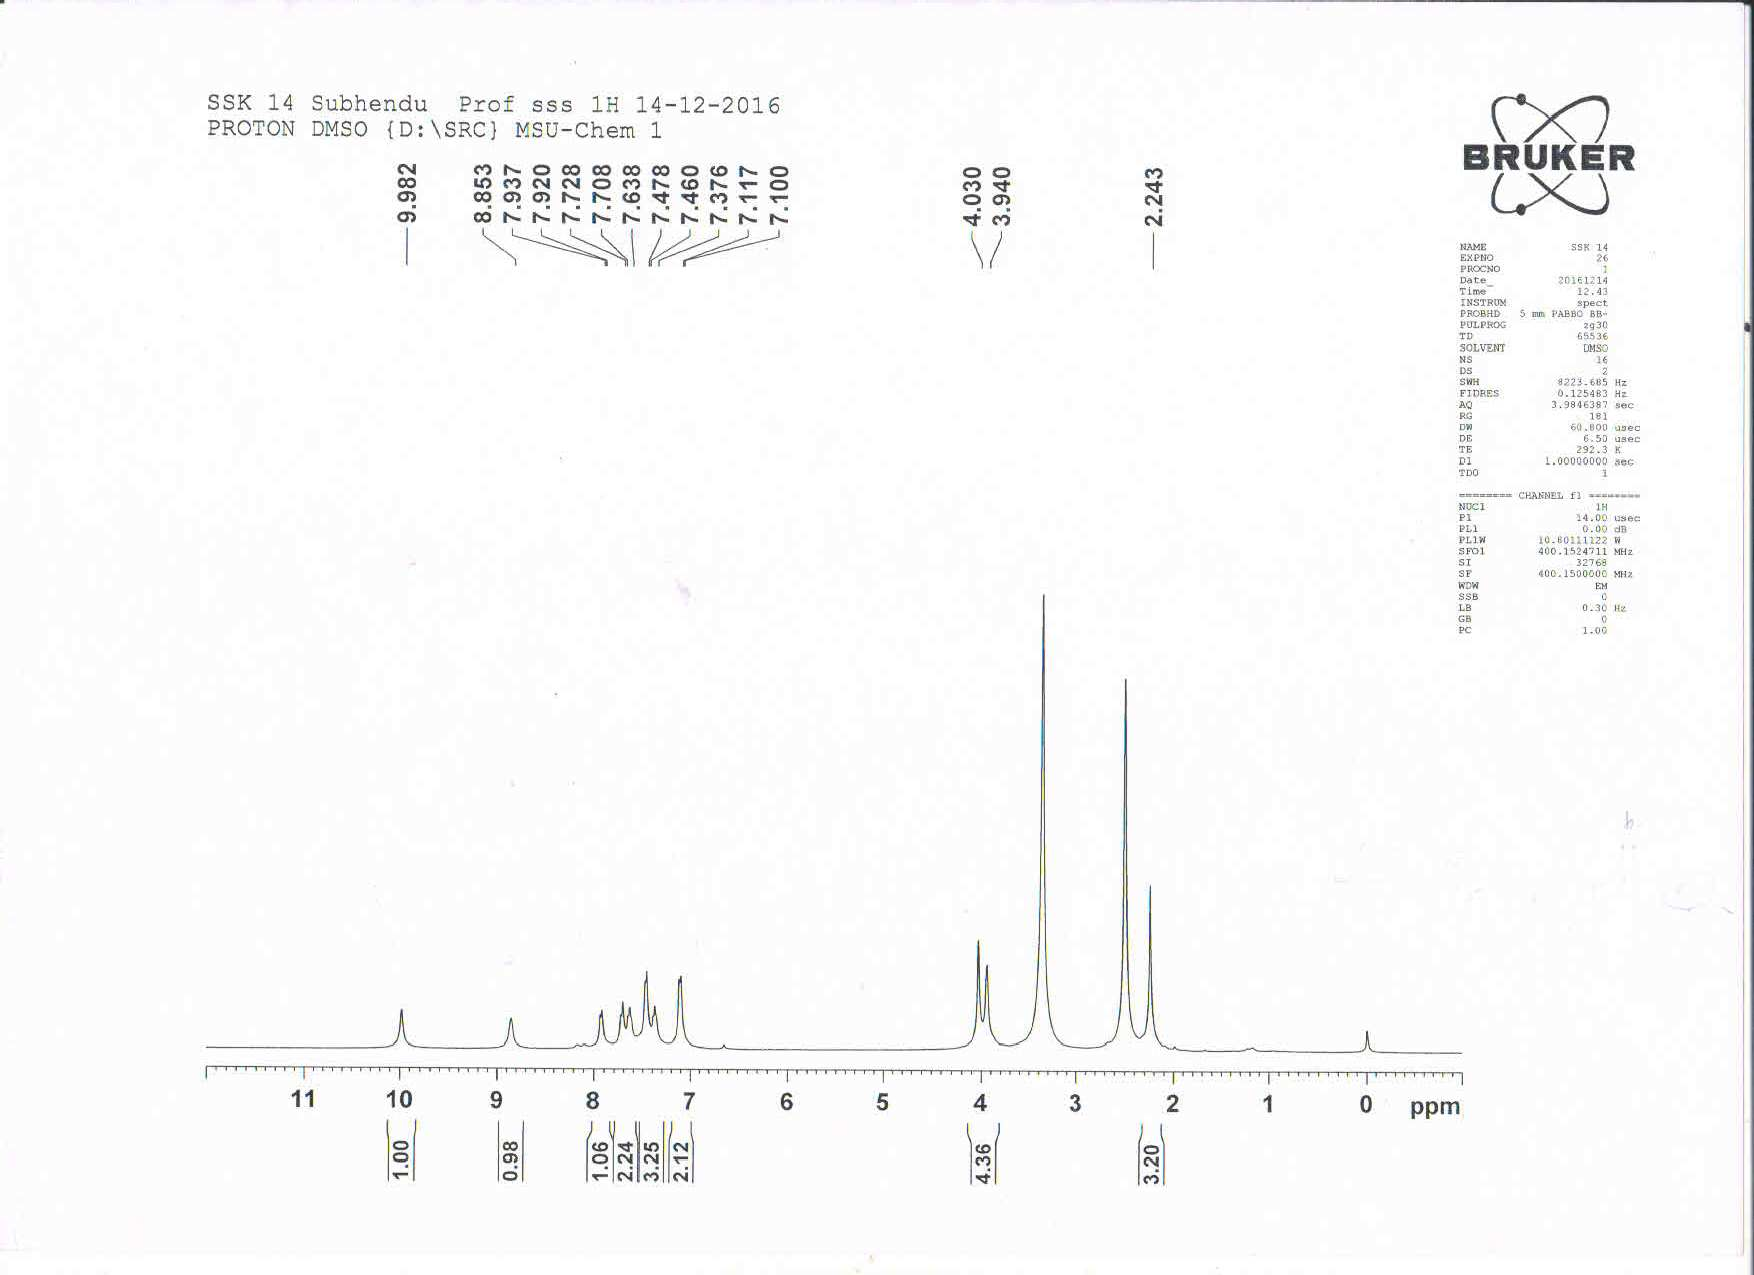 SSK 14 Subhendu  Prof sss 1H 14-12-2016
PROTON DMSO {D:\SRC} MSU-Chem 1
9.982
8.853
7.937
7.920
7.728
7.708
7.638
7.478
7.460
7.376
7.117
7.100
4.030
3.940
2.243
BRUKER
NAME SSK 14
EXPNO 26
PROCNO 1
Date_ 20161214
Time 12.43
INSTRUM spect
PROBHD 5 mm PABBO BB-
PULPROG zg30
TD 65536
SOLVENT DMSO
NS 16
DS 2
SWH 8223.685 Hz
FIDRES 0.125483 Hz
AQ 3.9846387 sec
RG 181
DW 60.800 usec
DE 6.50 usec
TE 292.3 K
D1 1.00000000 sec
TD0 1
======== CHANNEL f1 ========
NUC1 1H
P1 14.00 usec
PL1 0.00 dB
PL1W 10.80111122 W
SFO1 400.1524711 MHz
SI 32768
SF 400.1500000 MHz
WDW EM
SSB 0
LB 0.30 Hz
GB 0
PC 1.00
11 10 9 8 7 6 5 4 3 2 1 0 ppm
1.00
0.98
1.06
2.24
3.25
2.12
4.36
3.20